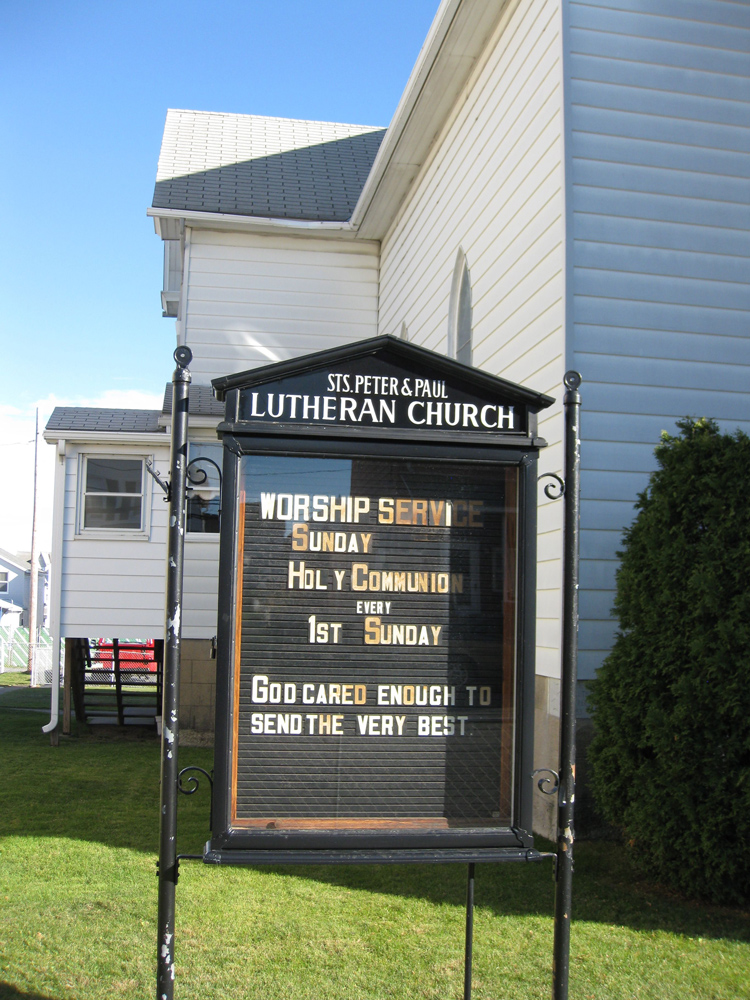 STS. PETER & PAUL
LUTHERAN CHURCH
WORSHIP SERVICE
SUNDAY
HOLY COMMUNION
EVERY
1ST SUNDAY
GOD CARED ENOUGH TO
SEND THE VERY BEST.